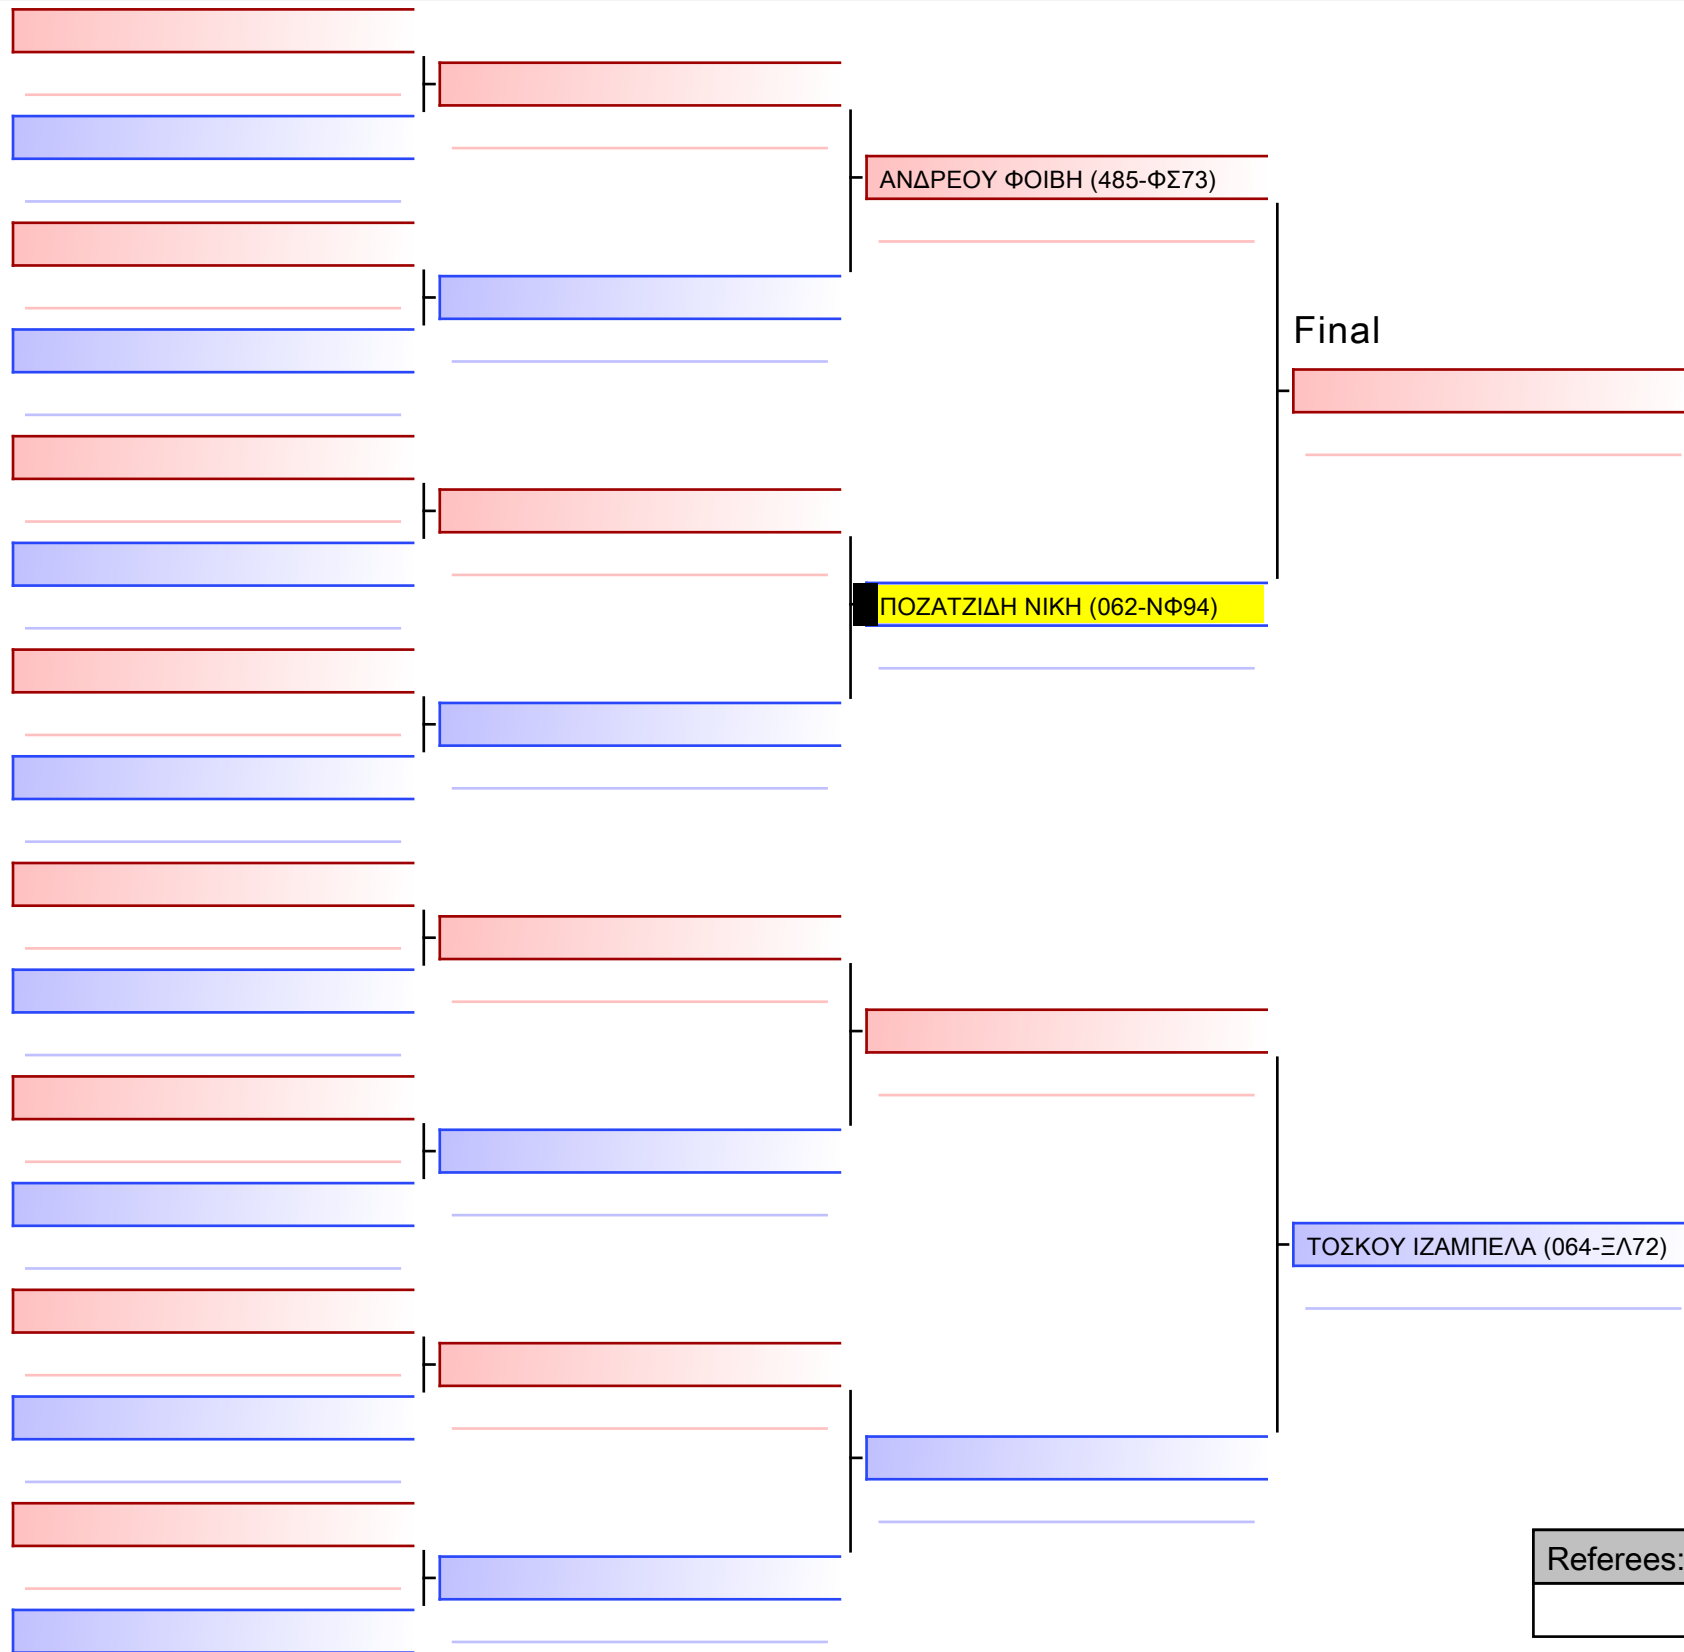 ΑΝΔΡΕΟΥ ΦΟΙΒΗ (485-ΦΣ73)
Final
ΠΟΖΑΤΖΙΔΗ ΝΙΚΗ (062-ΝΦ94)
ΤΟΣΚΟΥ ΙΖΑΜΠΕΛΑ (064-ΞΛ72)
Referees: